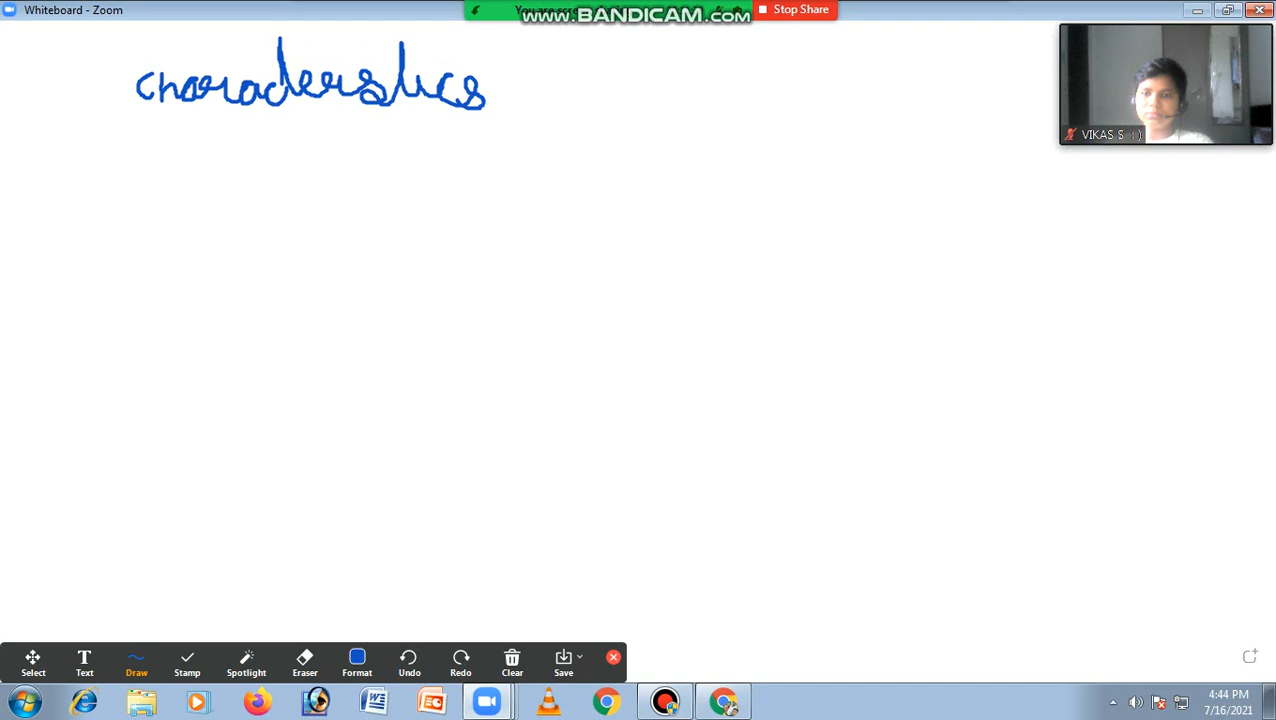 Whiteboard - Zoom
www.BANDICAM.com
Stop Share
characteristics
VIKAS S :)
Select
Text
Draw
Stamp
Spotlight
Eraser
Format
Undo
Redo
Clear
Save
4:44 PM
7/16/2021